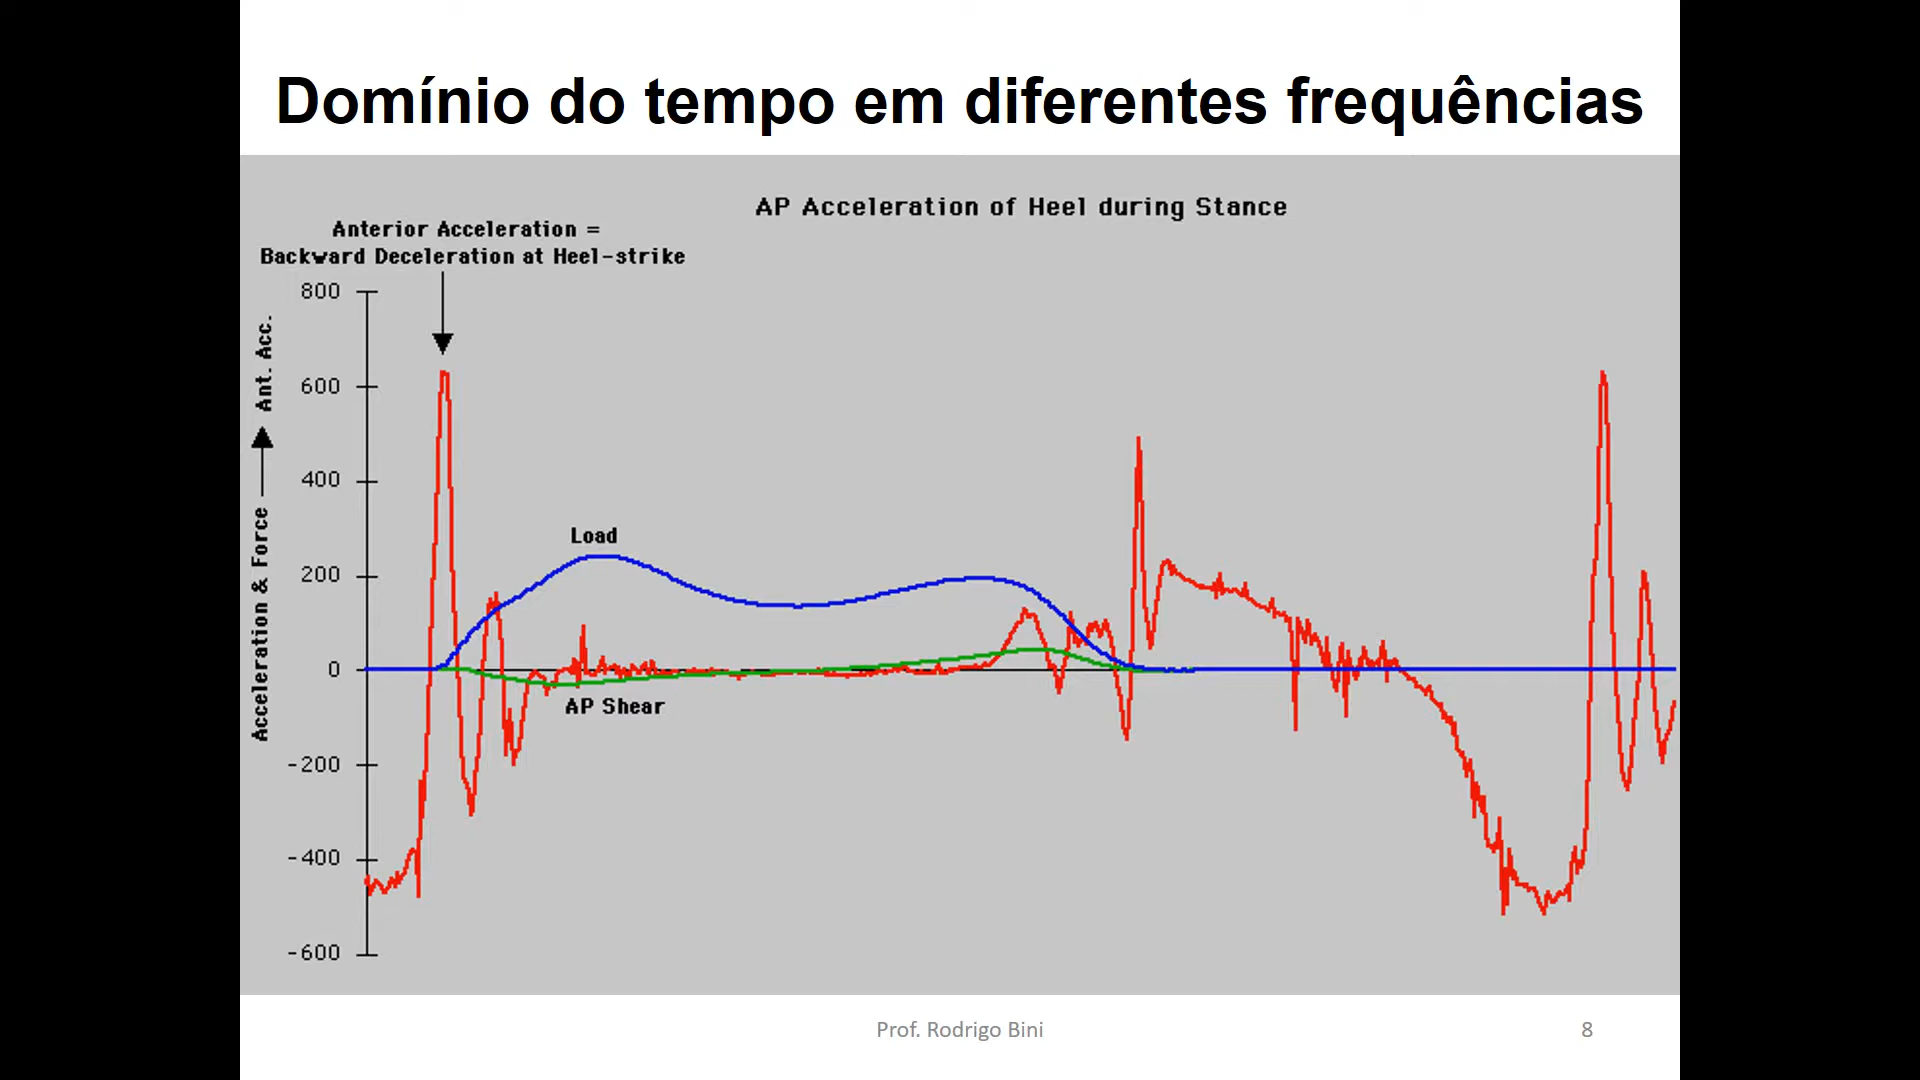 Domínio do tempo em diferentes frequências
AP Acceleration of Heel during Stance
Anterior Acceleration =
Backward Deceleration at Heel-strike
800
600
400
200
0
-200
-400
-600
Acceleration & Force
Ant. Acc.
Load
AP Shear
Prof. Rodrigo Bini
8